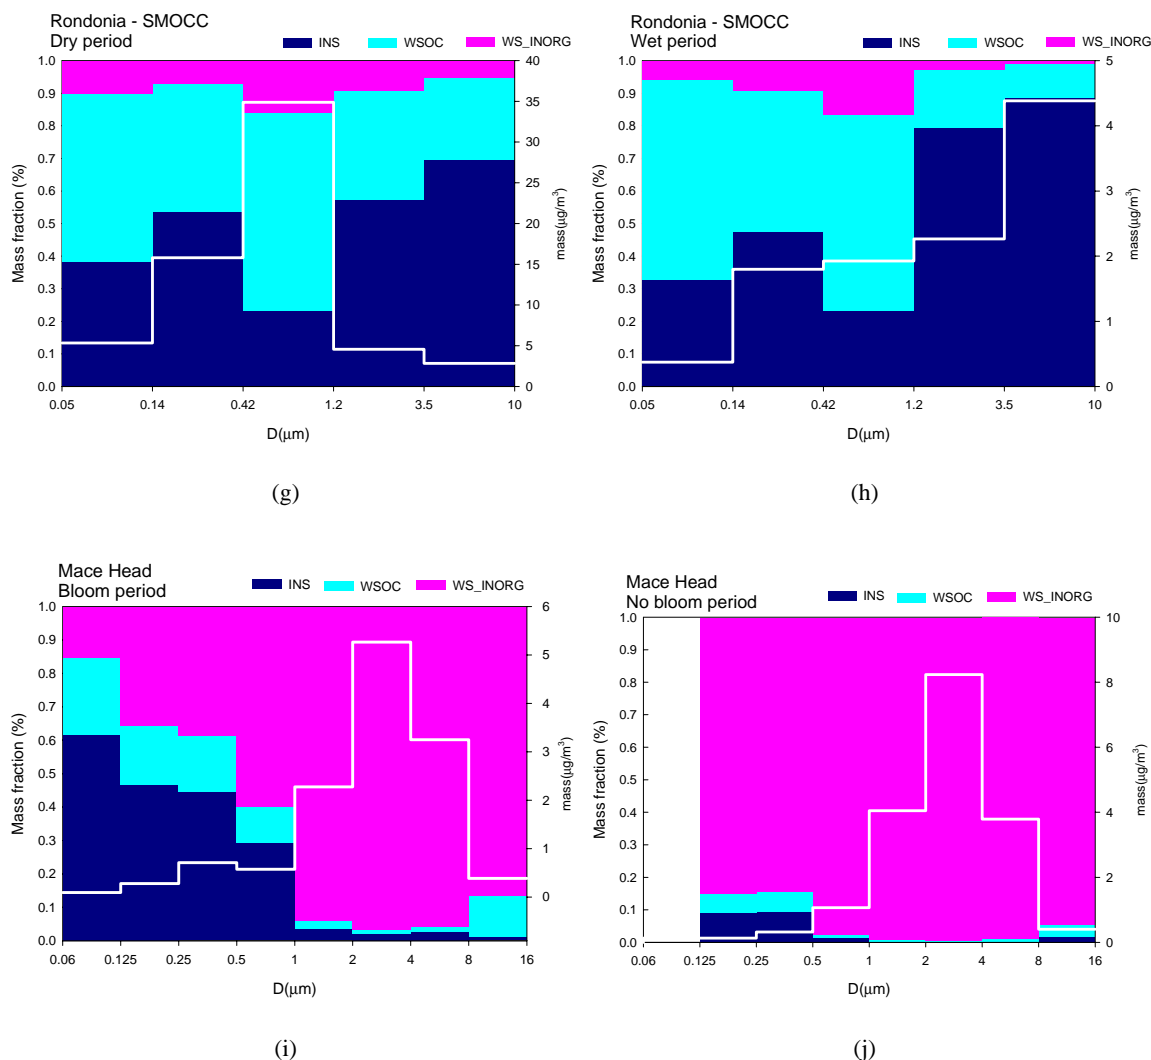 Rondonia - SMOCC
Dry period
INS WSOC WS_INORG
1.0
0.9
0.8
0.7
0.6
0.5
0.4
0.3
0.2
0.1
0.0
Mass fraction (%)
40
35
30
25
20
15
10
5
0
mass(μg/m³)
0.05 0.14 0.42 1.2 3.5 10
D(μm)
(g)
Rondonia - SMOCC
Wet period
INS WSOC WS_INORG
1.0
0.9
0.8
0.7
0.6
0.5
0.4
0.3
0.2
0.1
0.0
Mass fraction (%)
5
4
3
2
1
0
mass(μg/m³)
0.05 0.14 0.42 1.2 3.5 10
D(μm)
(h)
Mace Head
Bloom period
INS WSOC WS_INORG
1.0
0.9
0.8
0.7
0.6
0.5
0.4
0.3
0.2
0.1
0.0
Mass fraction (%)
6
5
4
3
2
1
0
mass(μg/m³)
0.06 0.125 0.25 0.5 1 2 4 8 16
D(μm)
(i)
Mace Head
No bloom period
INS WSOC WS_INORG
1.0
0.9
0.8
0.7
0.6
0.5
0.4
0.3
0.2
0.1
0.0
Mass fraction (%)
10
8
6
4
2
0
mass(μg/m³)
0.06 0.125 0.25 0.5 1 2 4 8 16
D(μm)
(j)